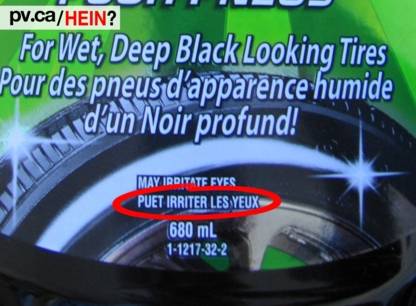 pv.ca/HEIN?
For Wet, Deep Black Looking Tires
Pour des pneus d'apparence humide
d'un Noir profond!
MAY IRRITATE EYES
PUET IRRITER LES YEUX
680 mL
1-1217-32-2